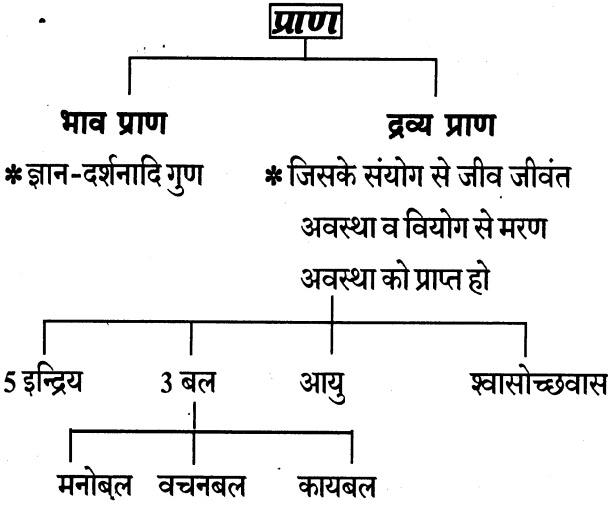 प्राण
भाव प्राण
द्रव्य प्राण
* ज्ञान-दर्शनादि गुण
* जिसके संयोग से जीव जीवंत
अवस्था व वियोग से मरण
अवस्था को प्राप्त हो
5 इन्द्रिय
3 बल
आयु
श्वासोच्छवास
मनोबल
वचनबल
कायबल